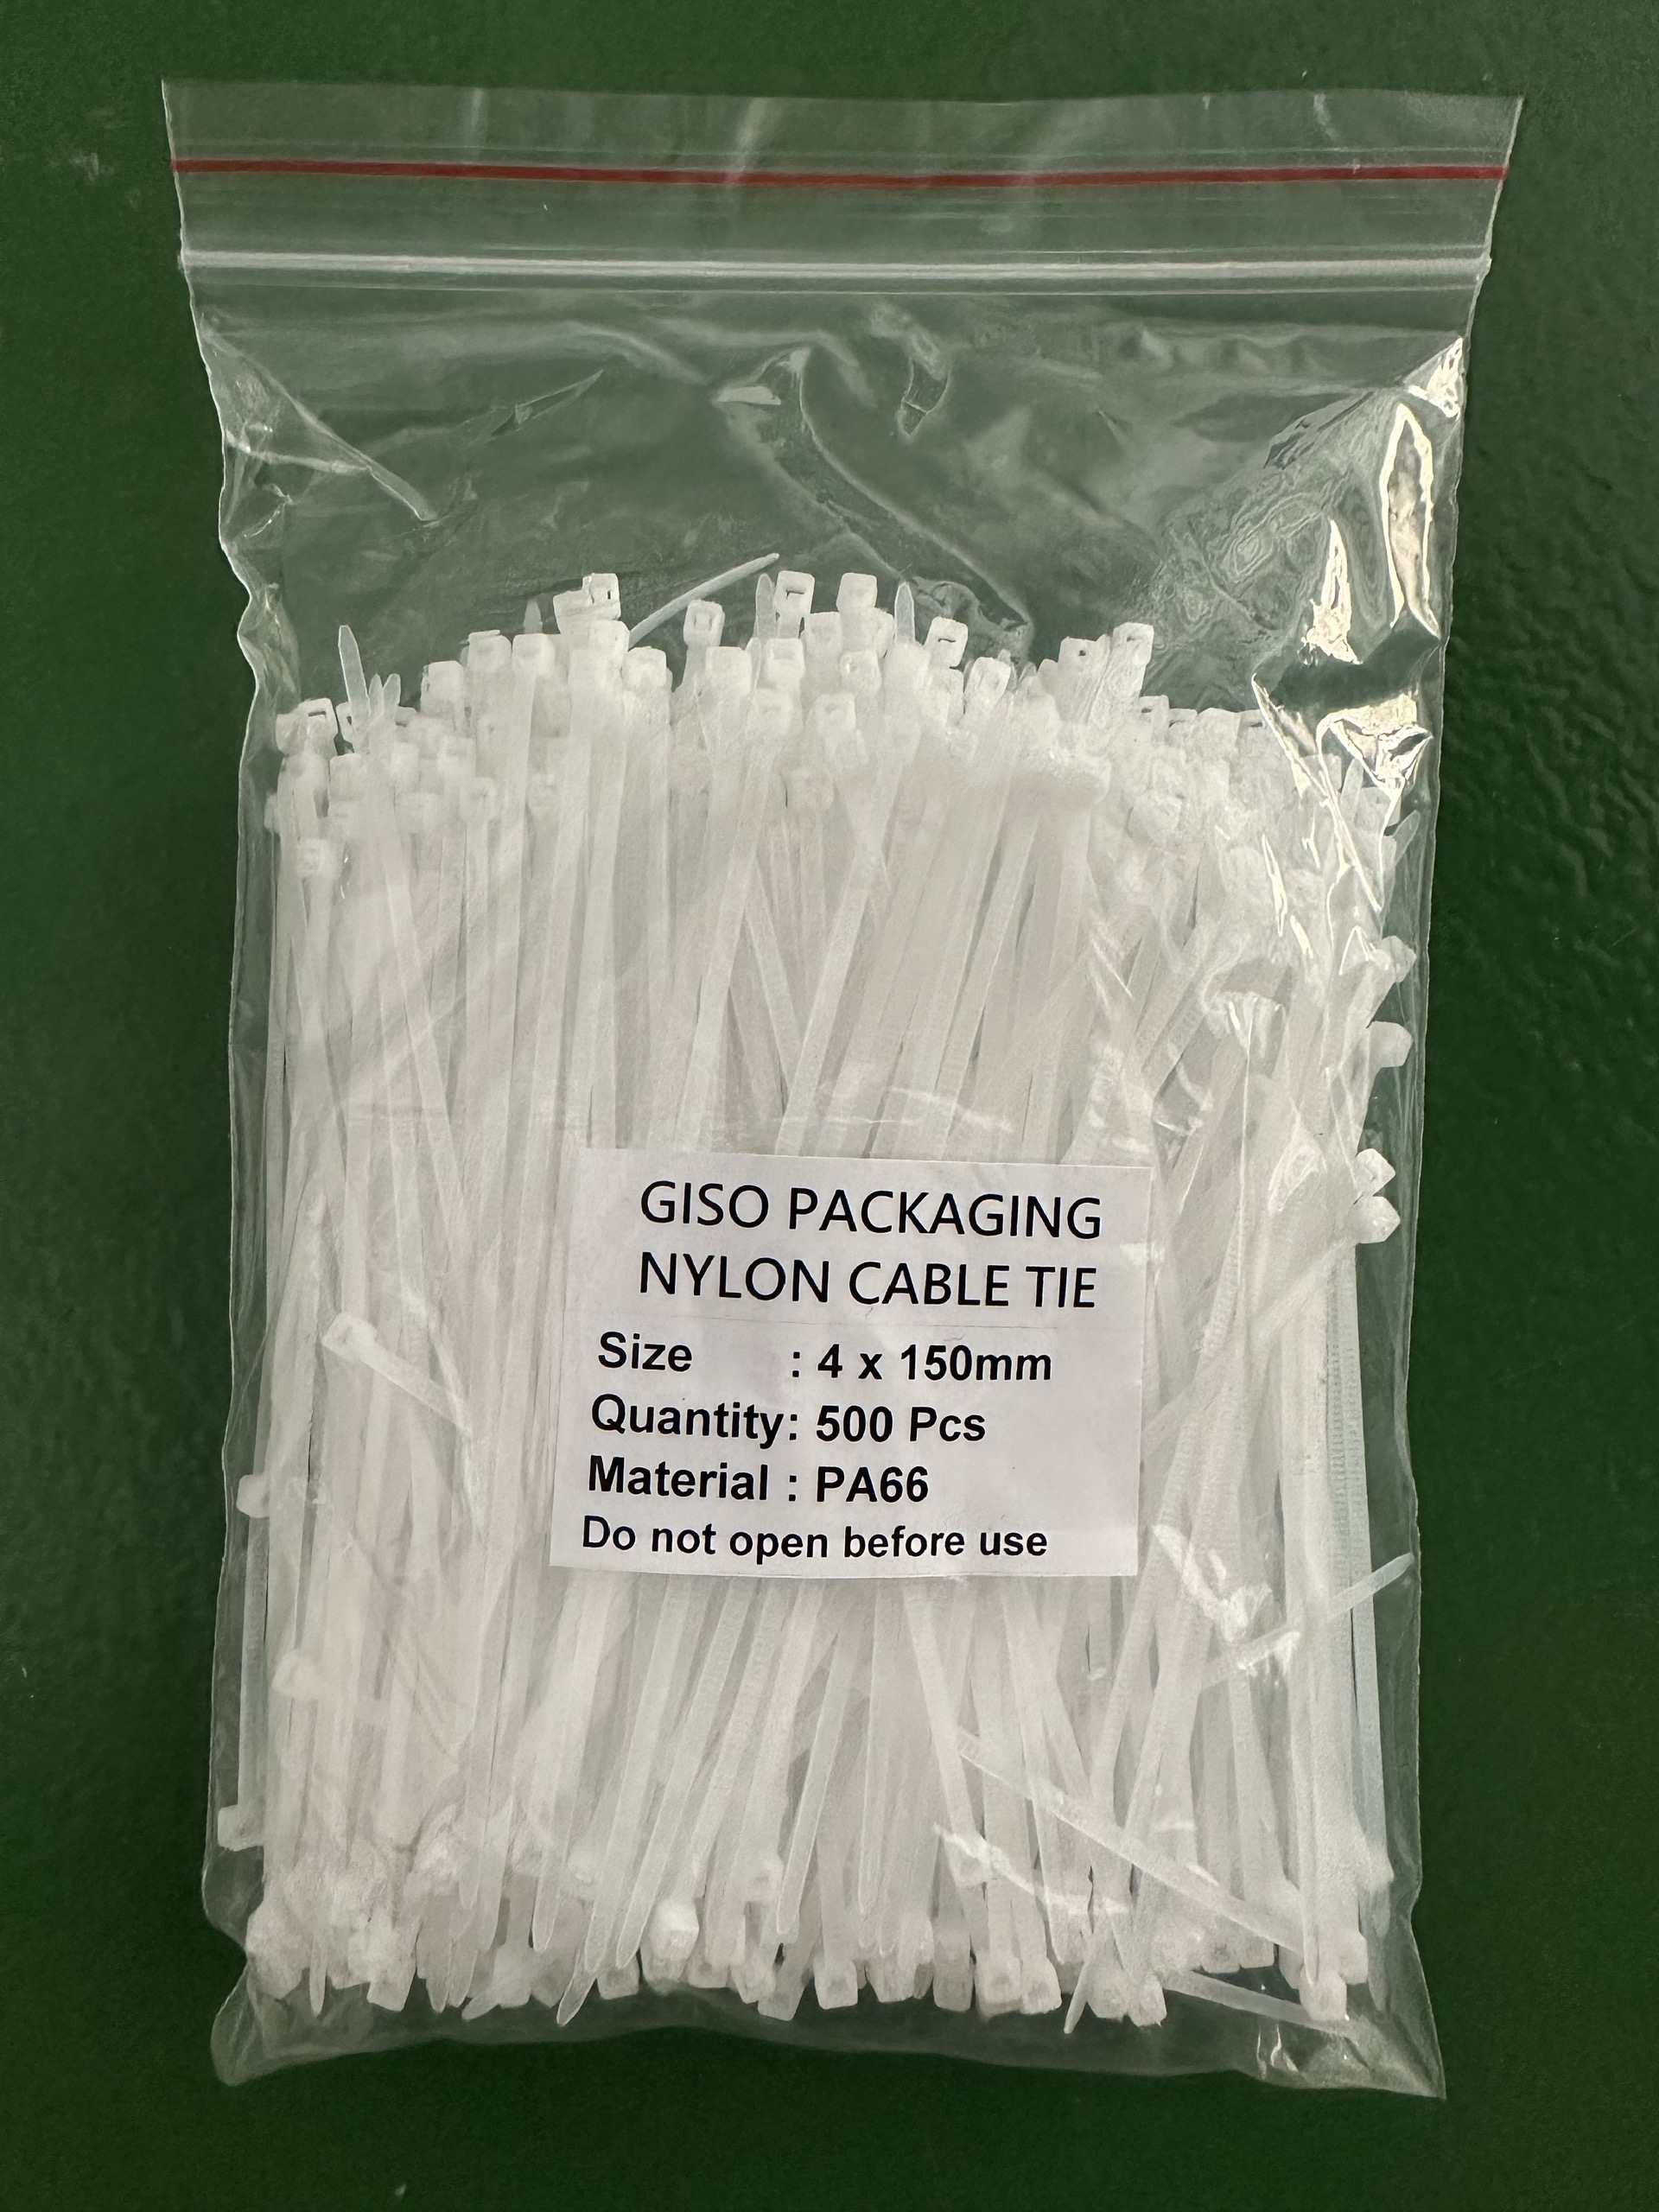 GISO PACKAGING
NYLON CABLE TIE
Size : 4 x 150mm
Quantity: 500 Pcs
Material : PA66
Do not open before use